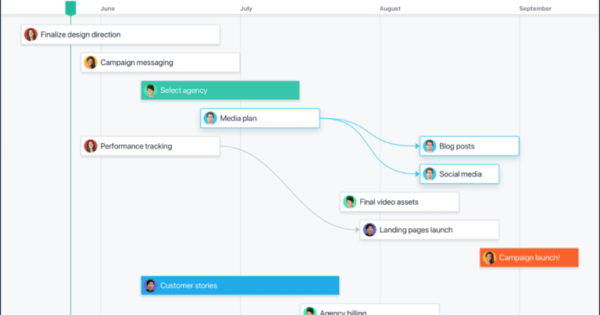 June
July
August
September
Finalize design direction
Campaign messaging
Select agency
Media plan
Performance tracking
Blog posts
Social media
Final video assets
Landing pages launch
Campaign launch!
Customer stories
Agency billing